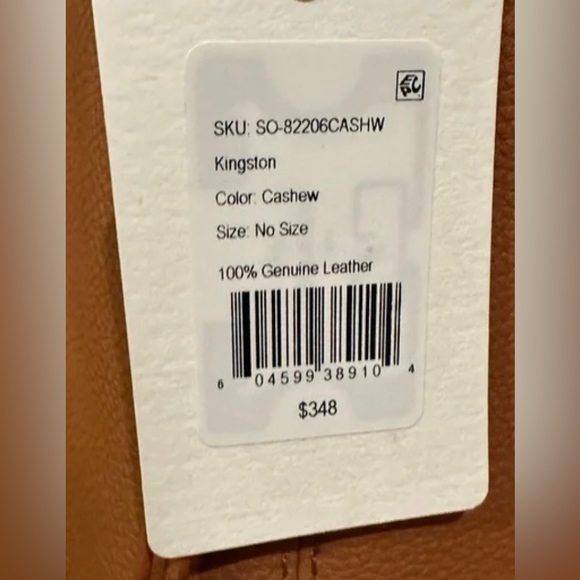 SKU: SO-82206CASHW
Kingston
Color: Cashew
Size: No Size
100% Genuine Leather
6 04599 38910 4
$348